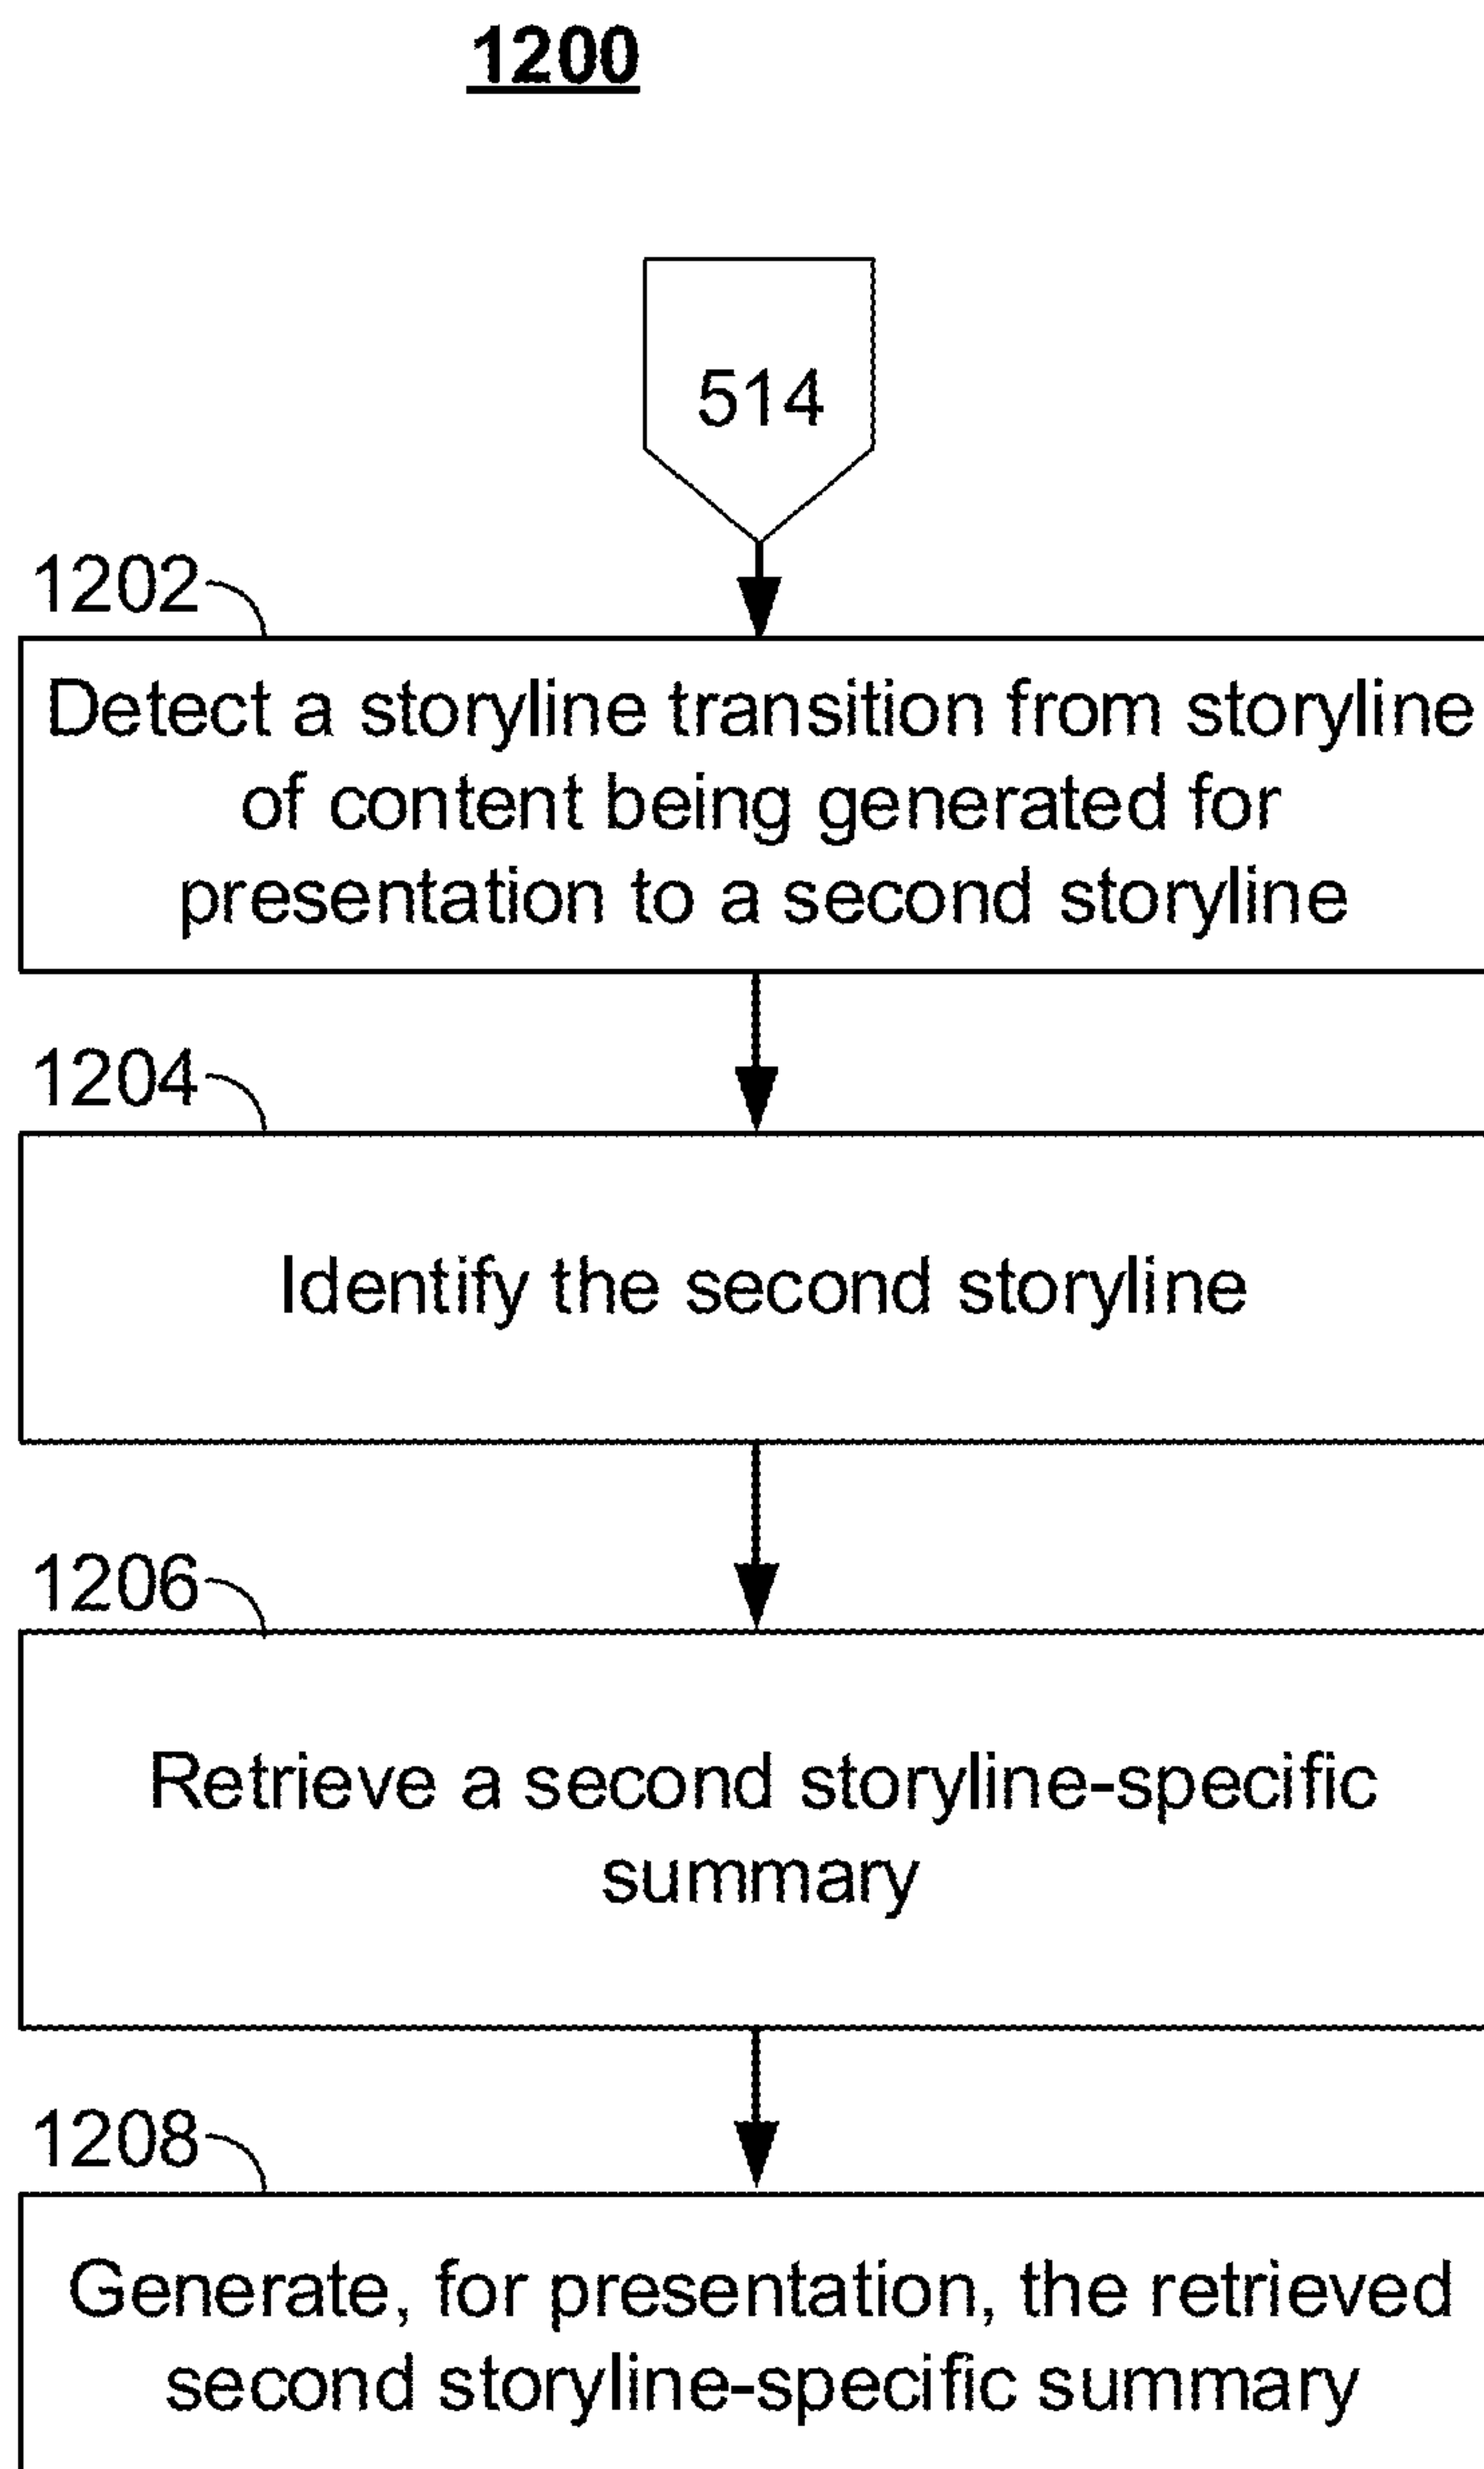 1200
514
1202
Detect a storyline transition from storyline
of content being generated for
presentation to a second storyline
1204
Identify the second storyline
1206
Retrieve a second storyline-specific
summary
1208
Generate, for presentation, the retrieved
second storyline-specific summary